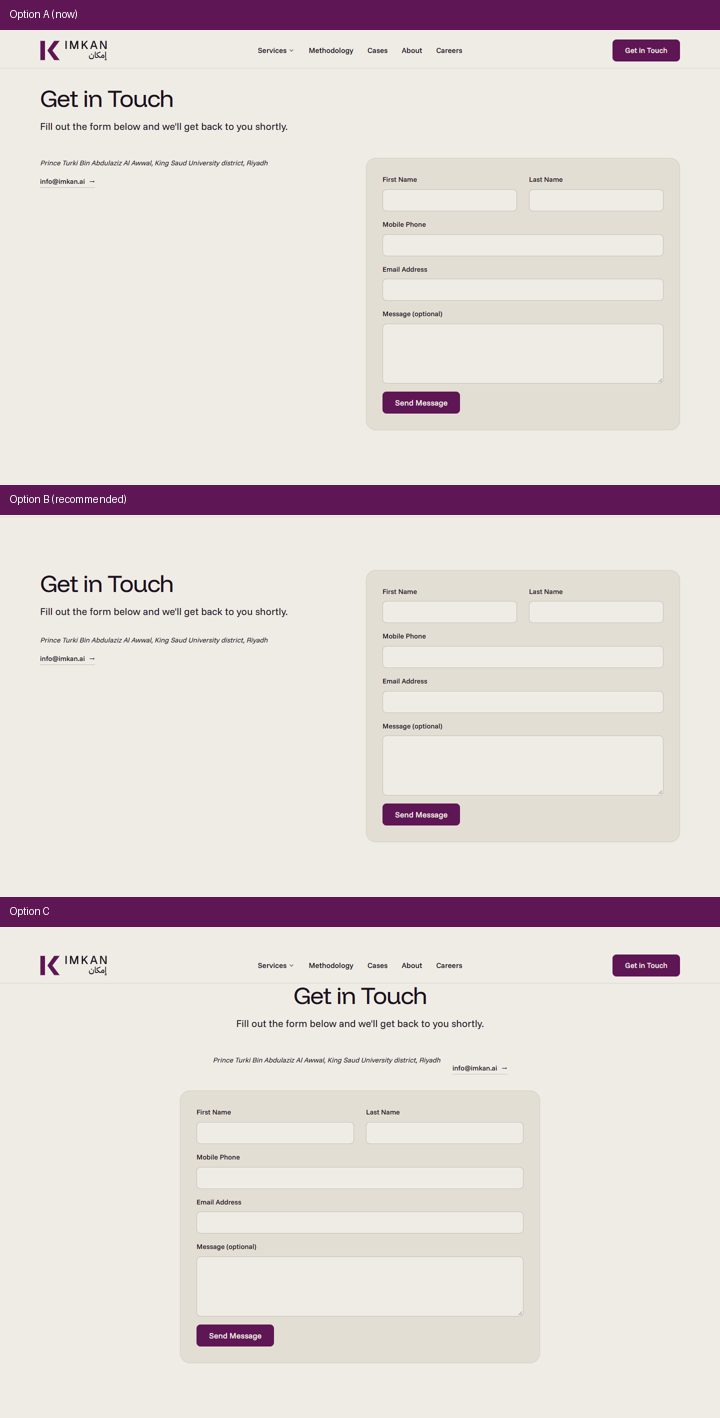 Option A (now)
IMKAN
إمكان
Services
Methodology
Cases
About
Careers
Get in Touch
Get in Touch
Fill out the form below and we'll get back to you shortly.
Prince Turki Bin Abdulaziz Al Awwal, King Saud University district, Riyadh
info@imkan.ai →
First Name
Last Name
Mobile Phone
Email Address
Message (optional)
Send Message
Option B (recommended)
Get in Touch
Fill out the form below and we'll get back to you shortly.
Prince Turki Bin Abdulaziz Al Awwal, King Saud University district, Riyadh
info@imkan.ai →
First Name
Last Name
Mobile Phone
Email Address
Message (optional)
Send Message
Option C
IMKAN
إمكان
Services
Methodology
Cases
About
Careers
Get in Touch
Get in Touch
Fill out the form below and we'll get back to you shortly.
Prince Turki Bin Abdulaziz Al Awwal, King Saud University district, Riyadh
info@imkan.ai →
First Name
Last Name
Mobile Phone
Email Address
Message (optional)
Send Message